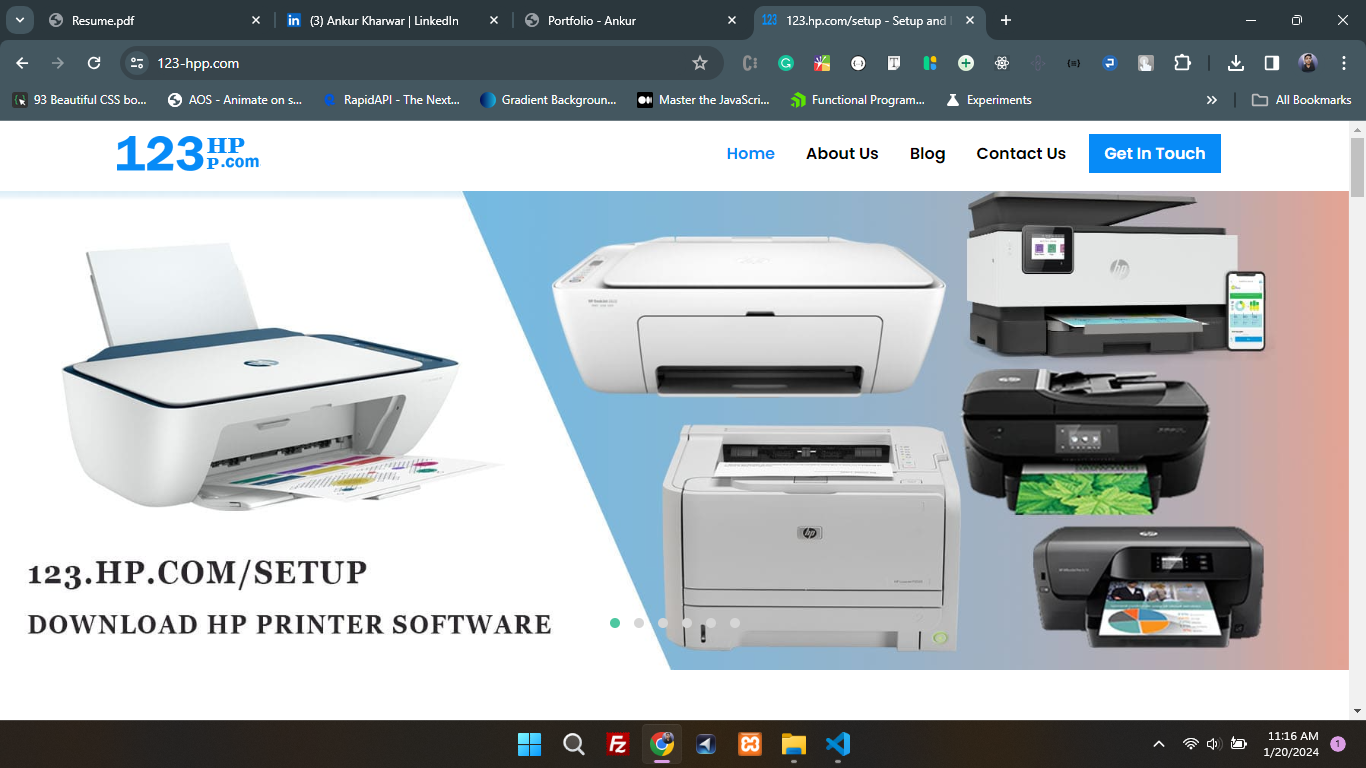 Resume.pdf
(3) Ankur Kharwar | LinkedIn
Portfolio - Ankur
123.hp.com/setup - Setup and
123-hpp.com
93 Beautiful CSS bo...
AOS - Animate on s...
RapidAPI - The Next...
Gradient Backgroun...
Master the JavaScri...
Functional Program...
Experiments
All Bookmarks
123 HP
P.com
Home
About Us
Blog
Contact Us
Get In Touch
hp
123.HP.COM/SETUP
DOWNLOAD HP PRINTER SOFTWARE
11:16 AM
1/20/2024
1